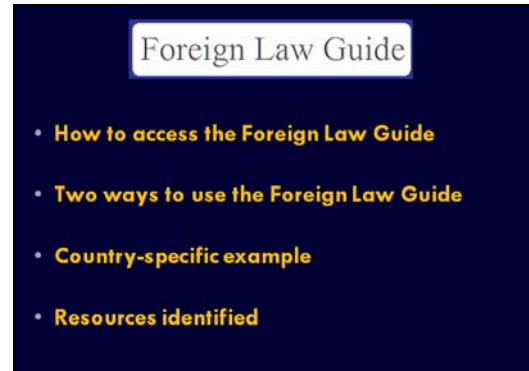 Foreign Law Guide
• How to access the Foreign Law Guide
• Two ways to use the Foreign Law Guide
• Country-specific example
• Resources identified